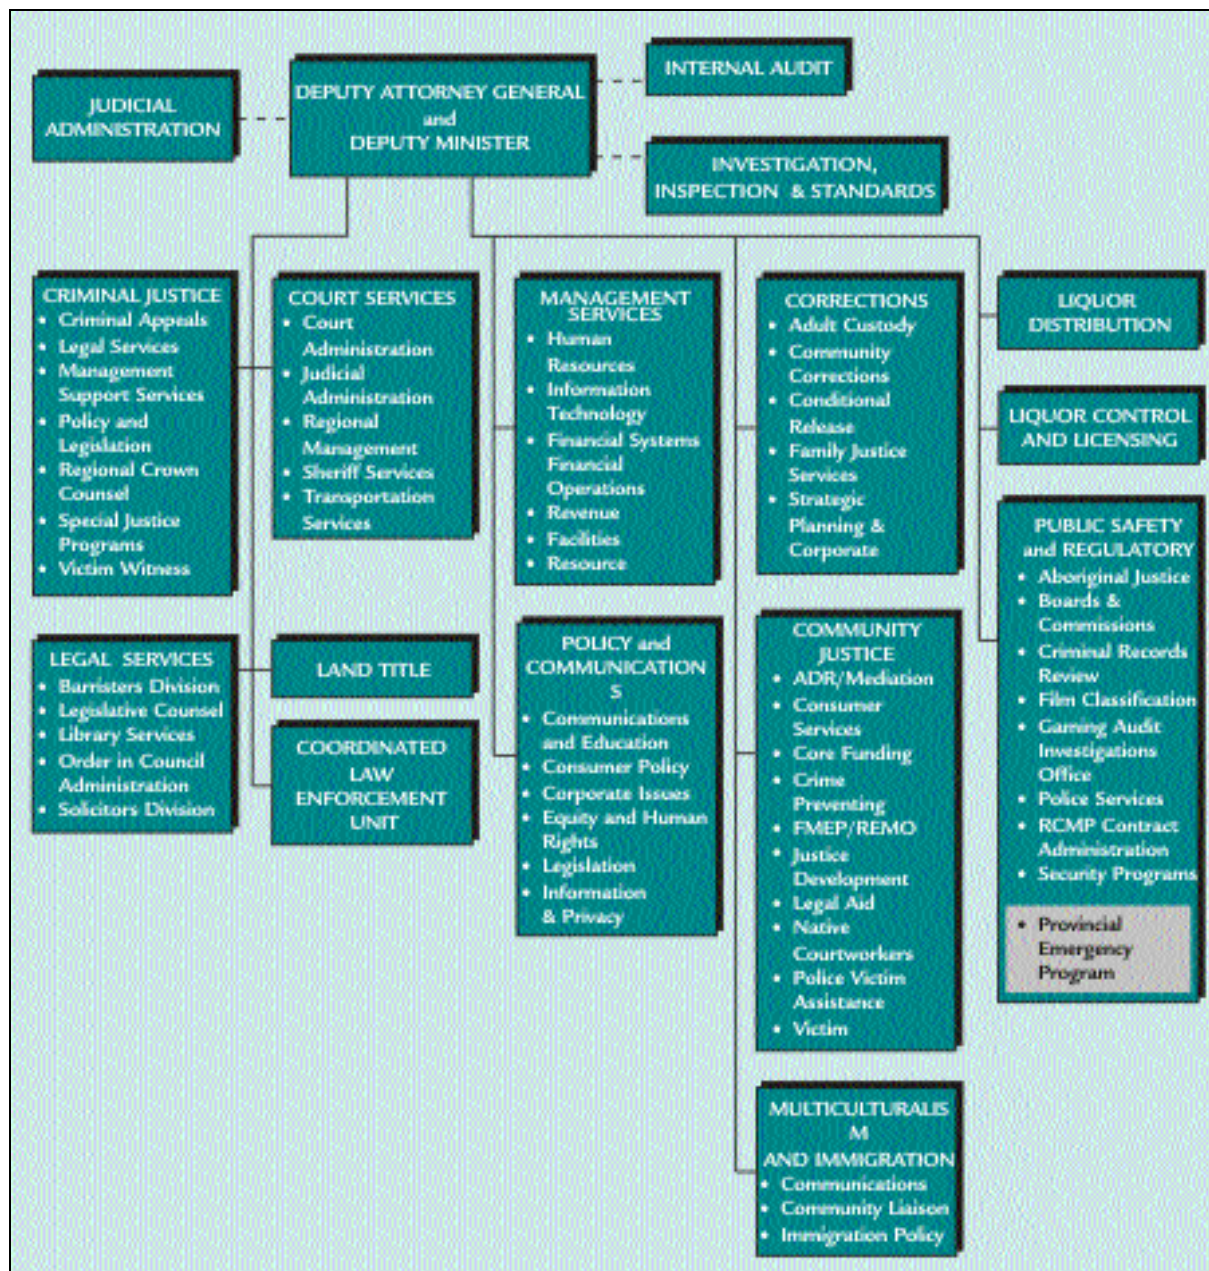 JUDICIAL
ADMINISTRATION
DEPUTY ATTORNEY GENERAL
and
DEPUTY MINISTER
INTERNAL AUDIT
INVESTIGATION,
INSPECTION & STANDARDS
CRIMINAL JUSTICE
• Criminal Appeals
• Legal Services
• Management
Support Services
• Policy and
Legislation
• Regional Crown
Counsel
• Special Justice
Programs
• Victim Witness
COURT SERVICES
• Court
Administration
• Judicial
Administration
• Regional
Management
• Sheriff Services
• Transportation
Services
MANAGEMENT
SERVICES
• Human
Resources
• Information
Technology
• Financial Systems
Financial
Operations
• Revenue
• Facilities
• Resource
CORRECTIONS
• Adult Custody
• Community
Corrections
• Conditional
Release
• Family Justice
Services
• Strategic
Planning &
Corporate
LIQUOR
DISTRIBUTION
LIQUOR CONTROL
AND LICENSING
PUBLIC SAFETY
and REGULATORY
• Aboriginal Justice
• Boards &
Commissions
• Criminal Records
Review
• Film Classification
• Gaming Audit
Investigations
Office
• Police Services
• RCMP Contract
Administration
• Security Programs
• Provincial
Emergency
Program
LEGAL SERVICES
• Barristers Division
• Legislative Counsel
• Library Services
• Order in Council
Administration
• Solicitors Division
LAND TITLE
COORDINATED
LAW
ENFORCEMENT
UNIT
POLICY and
COMMUNICATION
S
• Communications
and Education
• Consumer Policy
• Corporate Issues
• Equity and Human
Rights
• Legislation
• Information
& Privacy
COMMUNITY
JUSTICE
• ADR/Mediation
• Consumer
Services
• Core Funding
• Crime
Preventing
• FMEP/REMO
• Justice
Development
• Legal Aid
• Native
Courtworkers
• Police Victim
Assistance
• Victim
MULTICULTURALIS
M
AND IMMIGRATION
• Communications
• Community Liaison
• Immigration Policy